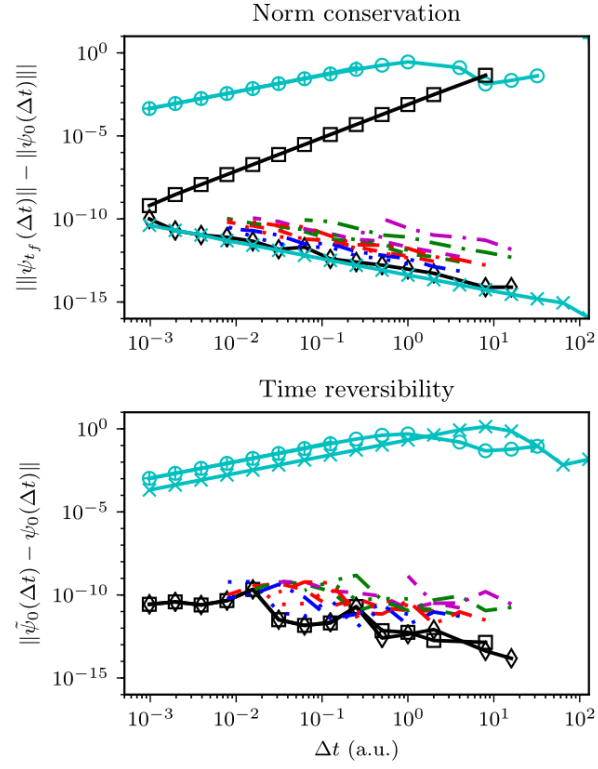 Norm conservation
|||ψ_{t_f}(Δt)|| − ||ψ_0(Δt)|||
10^0
10^{-5}
10^{-10}
10^{-15}
10^{-3} 10^{-2} 10^{-1} 10^0 10^1 10^2
Time reversibility
||ψ̃_0(Δt) − ψ_0(Δt)||
10^0
10^{-5}
10^{-10}
10^{-15}
10^{-3} 10^{-2} 10^{-1} 10^0 10^1 10^2
Δt (a.u.)